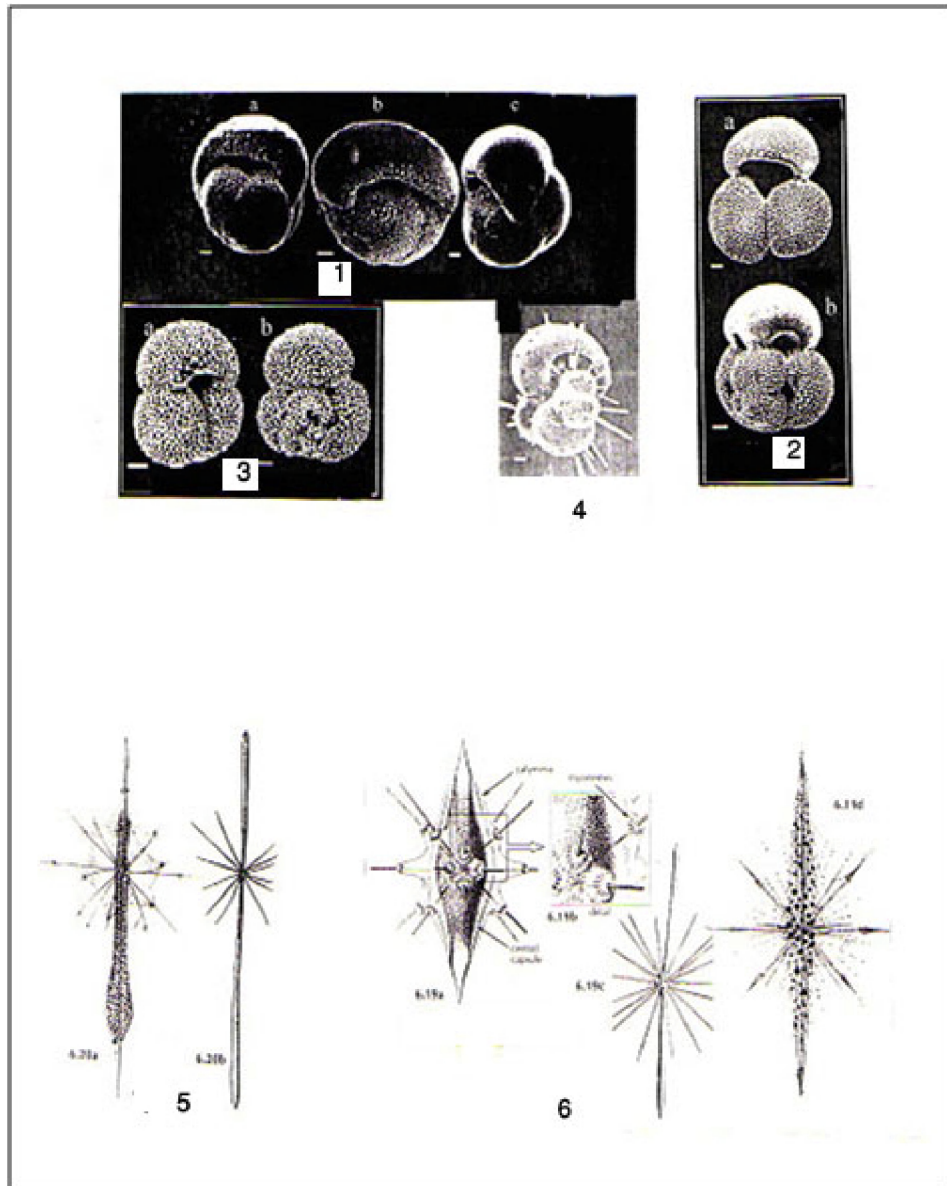 a b c
1
a
b
2
a b
3
4
calymma
6.19b detail
central capsule
6.19a
6.19c
6.19d
6.20a
6.20b
5
6